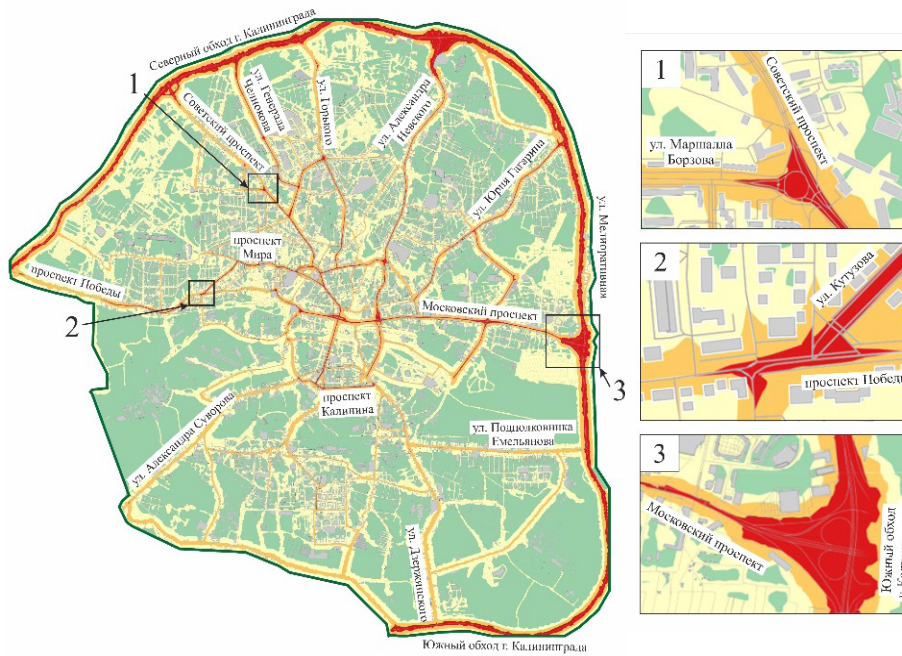 Северный обход г. Калининграда
1
ул. Генерала
Челнокова
ул. Горького
Советский проспект
ул. Александра
Невского
ул. Юрия Гагарина
ул. Мелиоративная
проспект
Мира
проспект Победы
2
Московский проспект
3
проспект
Калинина
ул. Александра Суворова
ул. Подполковника
Емельянова
ул. Дзержинского
Южный обход г. Калининграда
1
Советский проспект
ул. Маршалла
Борзова
2
ул. Кутузова
проспект Победы
3
Московский проспект
Южный обход